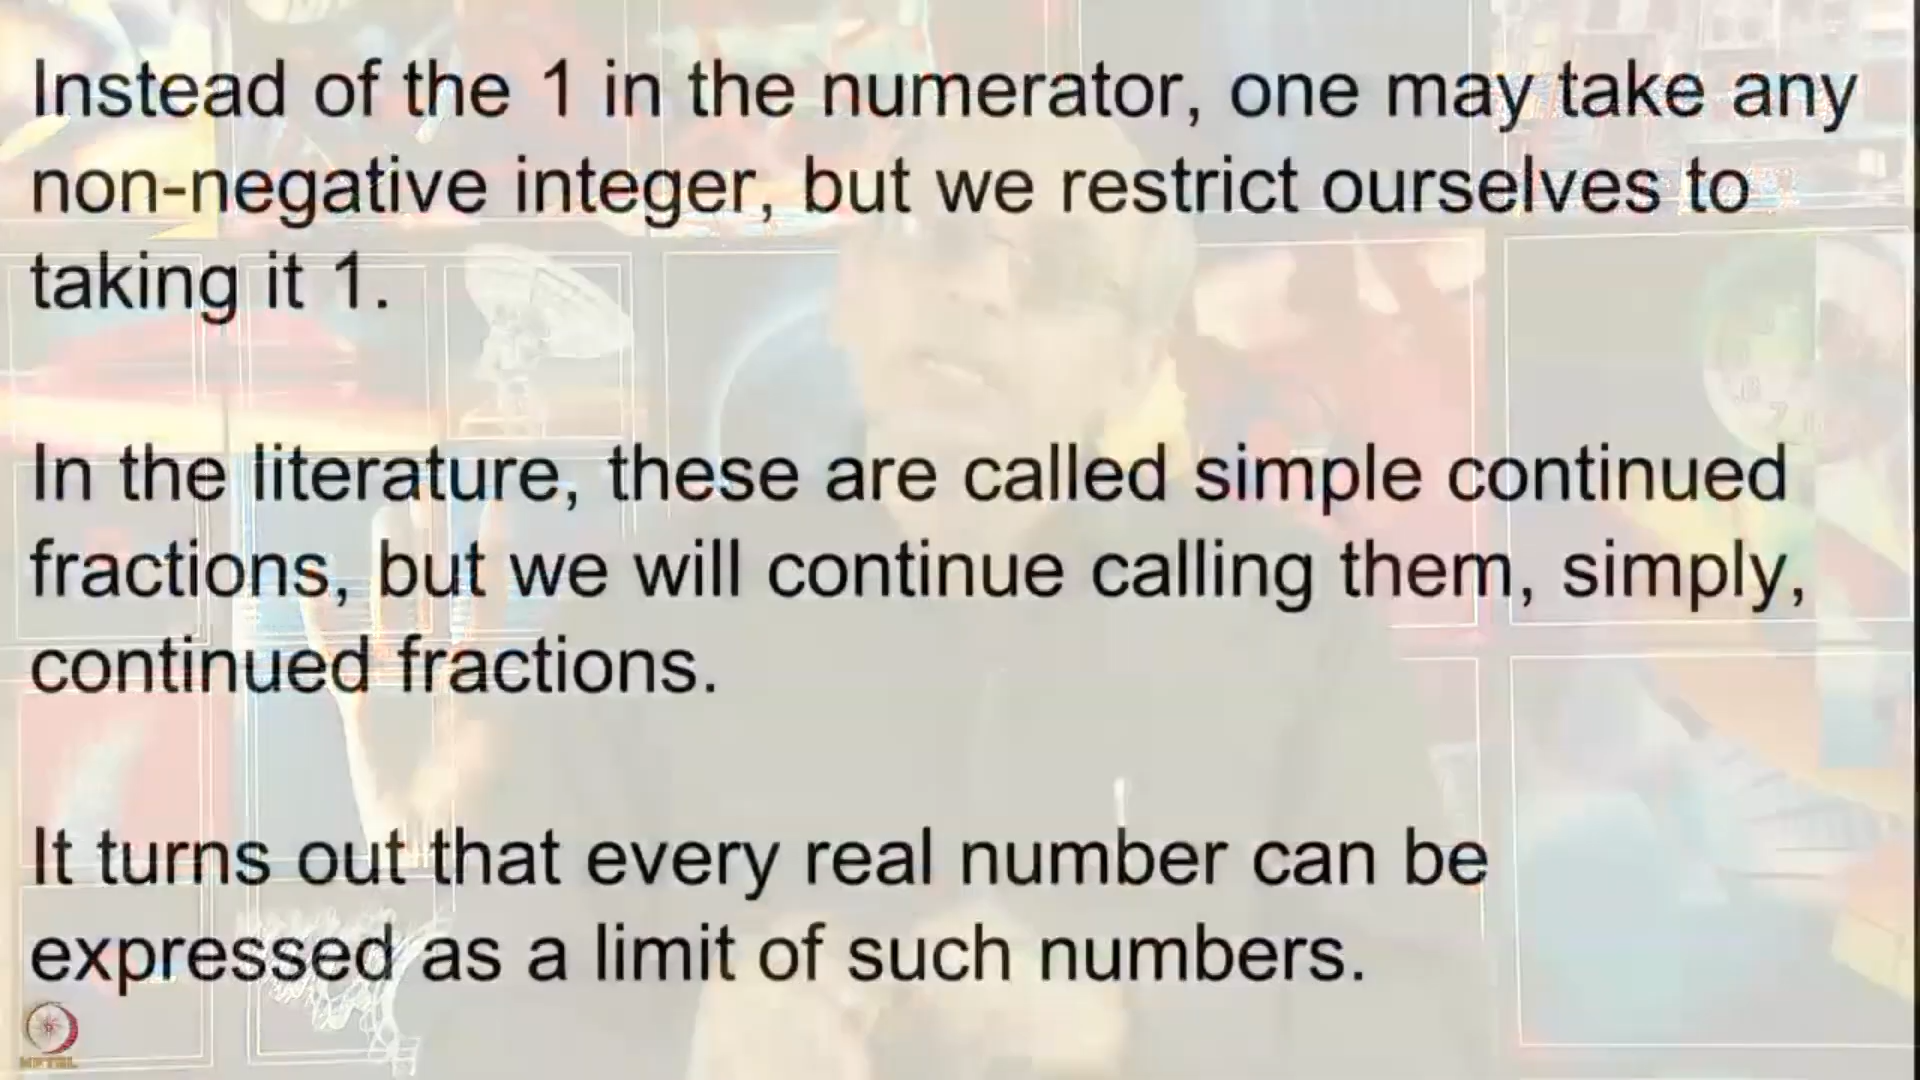 Instead of the 1 in the numerator, one may take any
non-negative integer, but we restrict ourselves to
taking it 1.
In the literature, these are called simple continued
fractions, but we will continue calling them, simply,
continued fractions.
It turns out that every real number can be
expressed as a limit of such numbers.
NPTEL